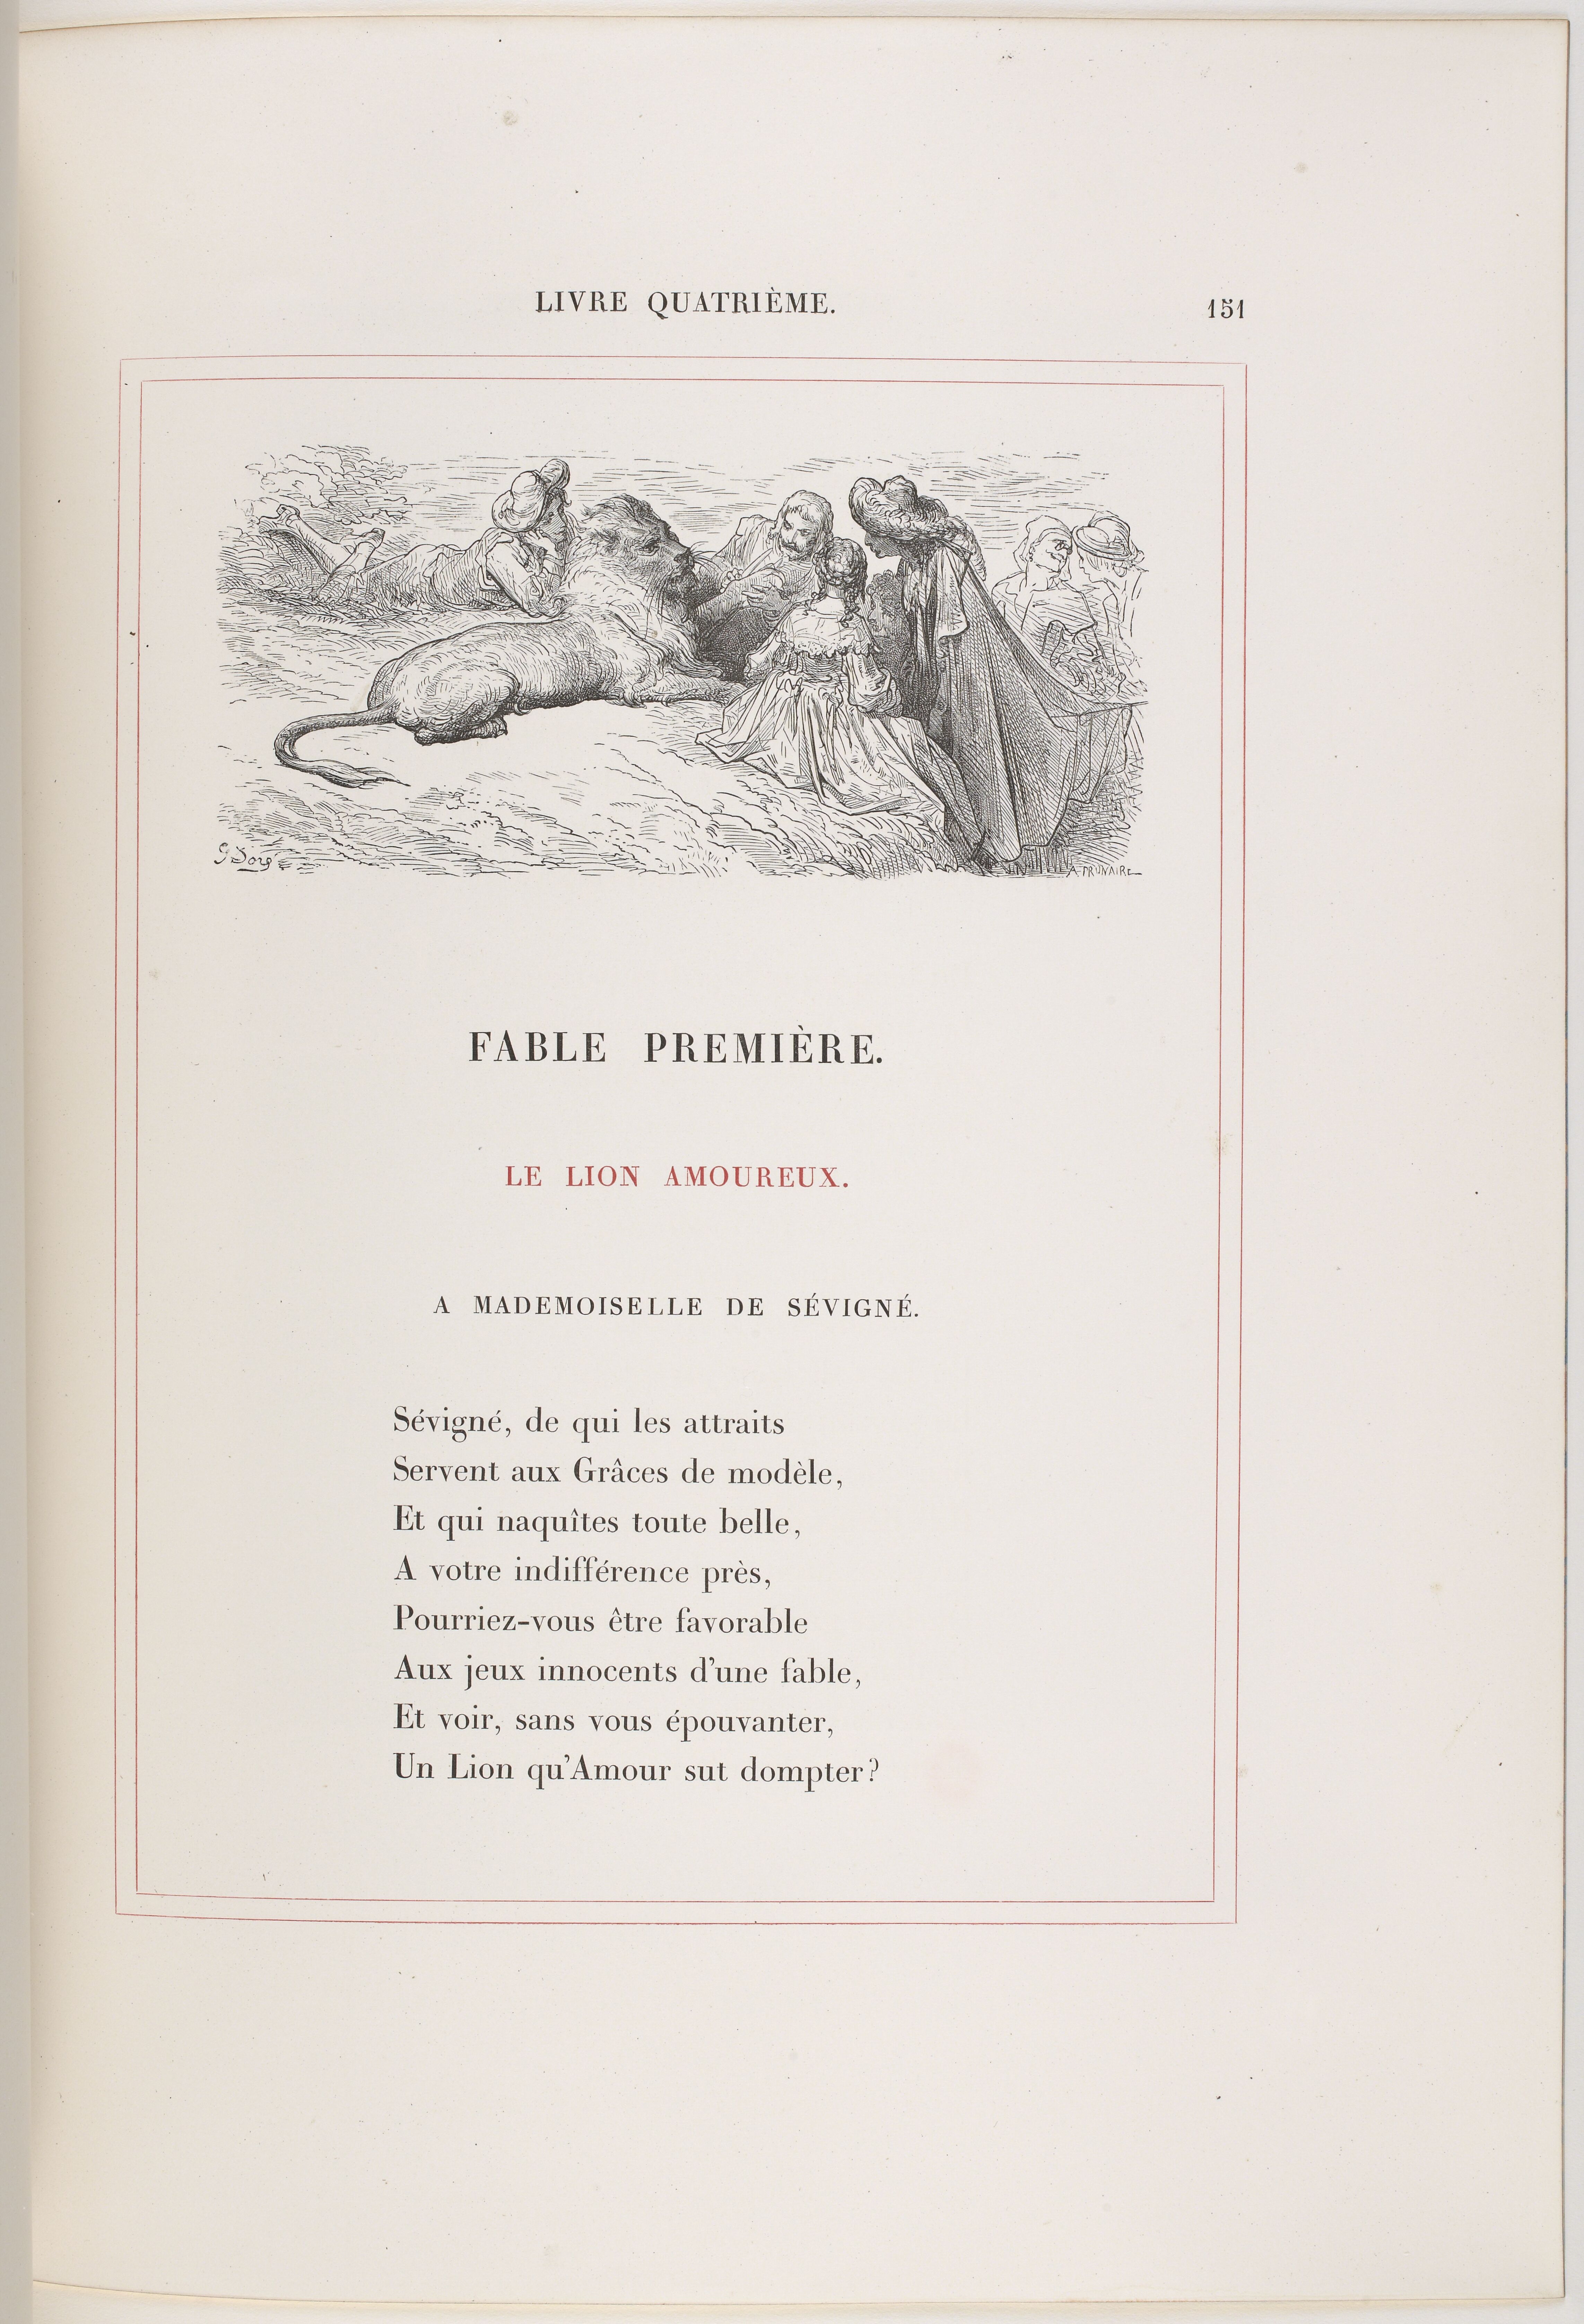 LIVRE QUATRIÈME.
151
G Doré
A. PRUNAIRE
FABLE PREMIÈRE.
LE LION AMOUREUX.
A MADEMOISELLE DE SÉVIGNÉ.
Sévigné, de qui les attraits
Servent aux Grâces de modèle,
Et qui naquîtes toute belle,
A votre indifférence près,
Pourriez-vous être favorable
Aux jeux innocents d'une fable,
Et voir, sans vous épouvanter,
Un Lion qu'Amour sut dompter?